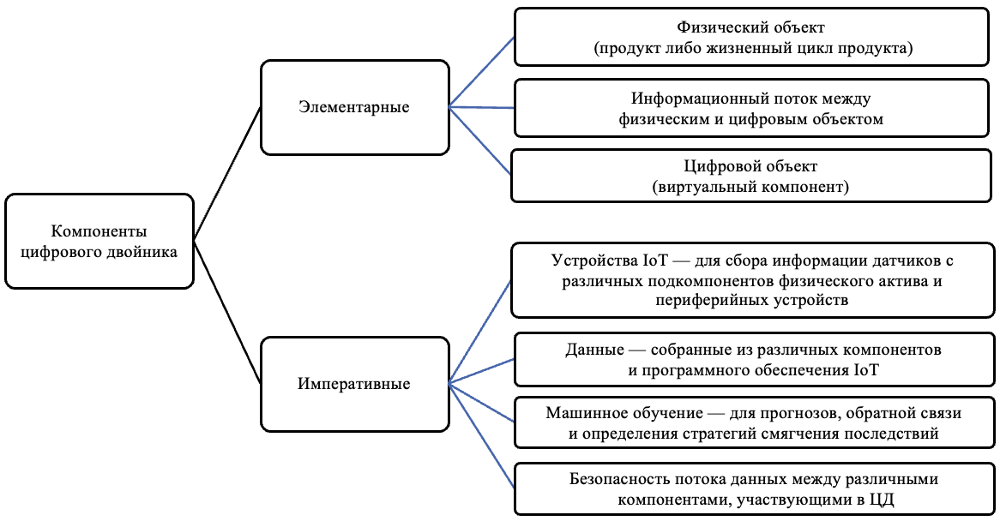 Компоненты
цифрового двойника
Элементарные
Физический объект
(продукт либо жизненный цикл продукта)
Информационный поток между
физическим и цифровым объектом
Цифровой объект
(виртуальный компонент)
Императивные
Устройства IoT — для сбора информации датчиков с
различных подкомпонентов физического актива и
периферийных устройств
Данные — собранные из различных компонентов
и программного обеспечения IoT
Машинное обучение — для прогнозов, обратной связи
и определения стратегий смягчения последствий
Безопасность потока данных между различными
компонентами, участвующими в ЦД